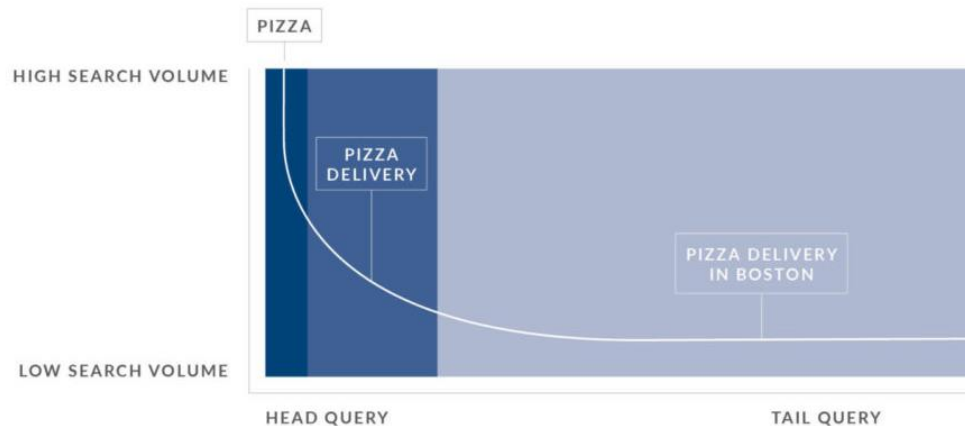 PIZZA
HIGH SEARCH VOLUME
PIZZA
DELIVERY
PIZZA DELIVERY
IN BOSTON
LOW SEARCH VOLUME
HEAD QUERY
TAIL QUERY